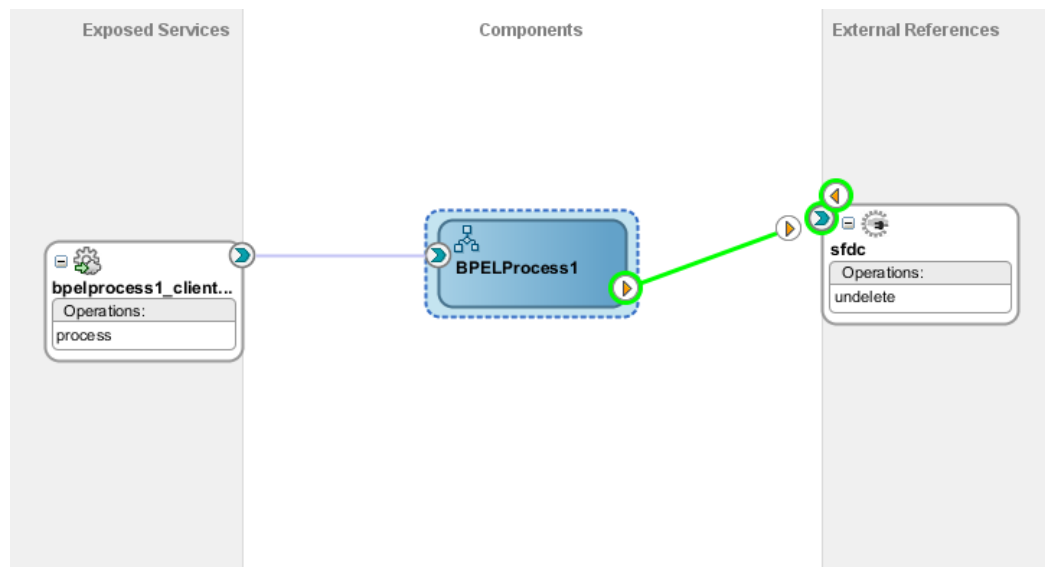 Exposed Services
Components
External References
bpelprocess1_client...
Operations:
process
BPELProcess1
sfdc
Operations:
undelete